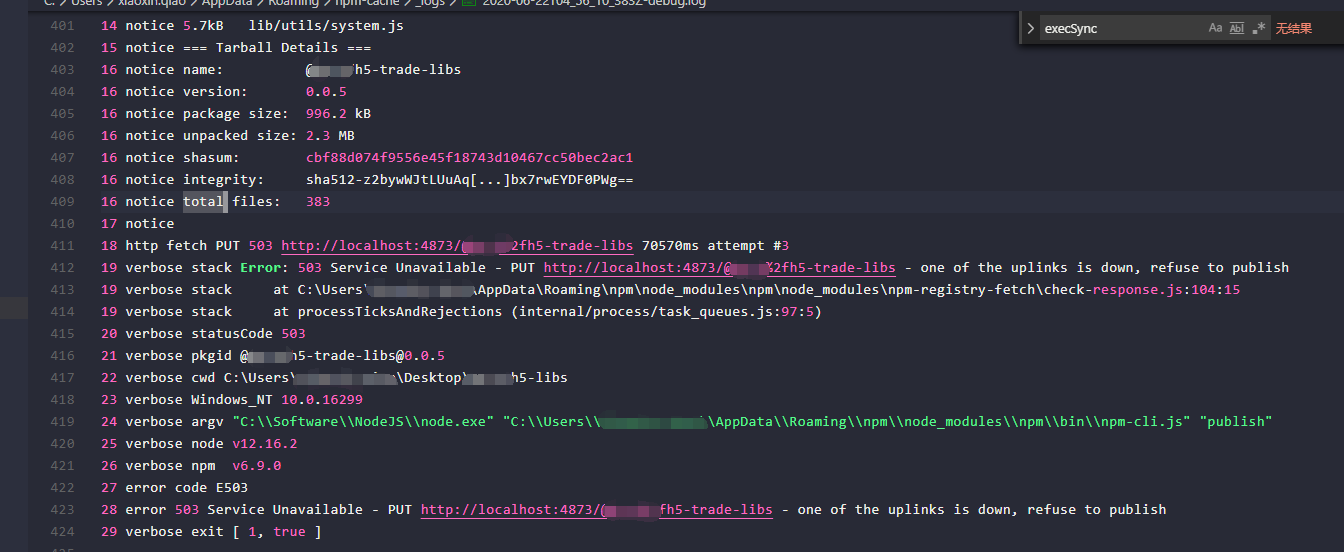 C: > Users > xiaoxin.qiao > AppData > Roaming > npm-cache > _logs > 2020-06-22T04_56_10_383Z-debug.log
execSync Aa Abl .* 无结果
401 14 notice 5.7kB lib/utils/system.js
402 15 notice === Tarball Details ===
403 16 notice name: @ h5-trade-libs
404 16 notice version: 0.0.5
405 16 notice package size: 996.2 kB
406 16 notice unpacked size: 2.3 MB
407 16 notice shasum: cbf88d074f9556e45f18743d10467cc50bec2ac1
408 16 notice integrity: sha512-z2bywWJtLUuAq[...]bx7rwEYDF0PWg==
409 16 notice total files: 383
410 17 notice
411 18 http fetch PUT 503 http://localhost:4873/@ 2fh5-trade-libs 70570ms attempt #3
412 19 verbose stack Error: 503 Service Unavailable - PUT http://localhost:4873/@ %2fh5-trade-libs - one of the uplinks is down, refuse to publish
413 19 verbose stack at C:\Users\ \AppData\Roaming\npm\node_modules\npm\node_modules\npm-registry-fetch\check-response.js:104:15
414 19 verbose stack at processTicksAndRejections (internal/process/task_queues.js:97:5)
415 20 verbose statusCode 503
416 21 verbose pkgid @ h5-trade-libs@0.0.5
417 22 verbose cwd C:\Users\ \Desktop\ h5-libs
418 23 verbose Windows_NT 10.0.16299
419 24 verbose argv "C:\\Software\\NodeJS\\node.exe" "C:\\Users\\ \\AppData\\Roaming\\npm\\node_modules\\npm\\bin\\npm-cli.js" "publish"
420 25 verbose node v12.16.2
421 26 verbose npm v6.9.0
422 27 error code E503
423 28 error 503 Service Unavailable - PUT http://localhost:4873/@ fh5-trade-libs - one of the uplinks is down, refuse to publish
424 29 verbose exit [ 1, true ]